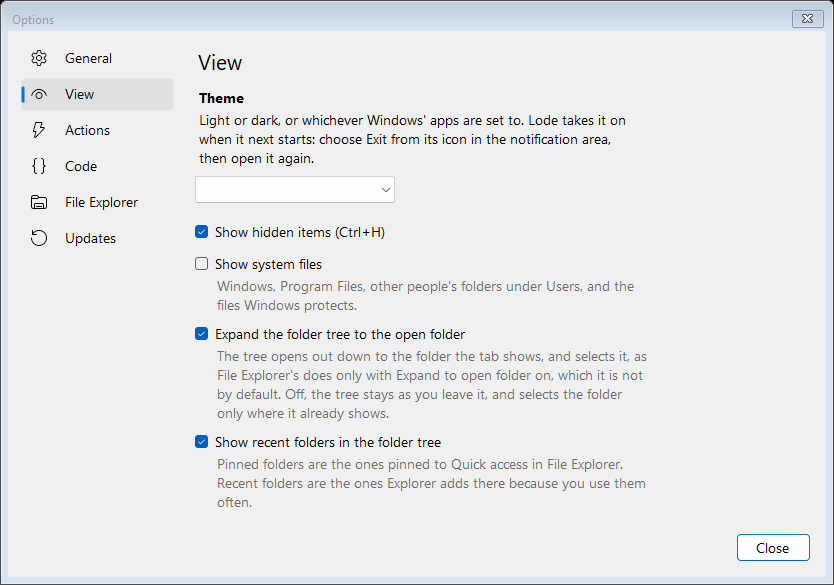 Options
General
View
Actions
Code
File Explorer
Updates
View
Theme
Light or dark, or whichever Windows' apps are set to. Lode takes it on
when it next starts: choose Exit from its icon in the notification area,
then open it again.
Show hidden items (Ctrl+H)
Show system files
Windows, Program Files, other people's folders under Users, and the
files Windows protects.
Expand the folder tree to the open folder
The tree opens out down to the folder the tab shows, and selects it, as
File Explorer's does only with Expand to open folder on, which it is not
by default. Off, the tree stays as you leave it, and selects the folder
only where it already shows.
Show recent folders in the folder tree
Pinned folders are the ones pinned to Quick access in File Explorer.
Recent folders are the ones Explorer adds there because you use them
often.
Close